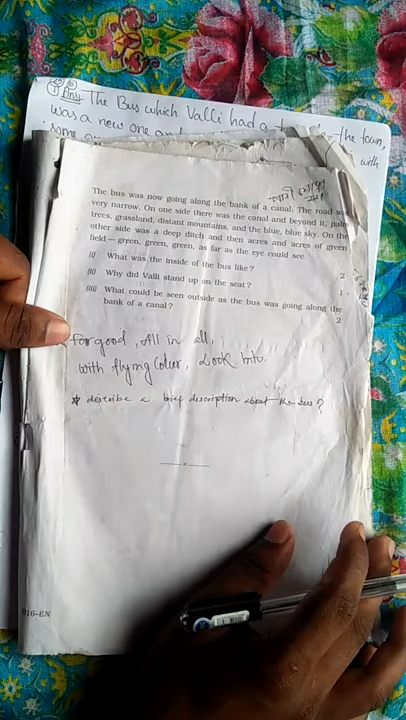 Ans The Bus which Valli had a the town,
was a new one and
some
with
The bus was now going along the bank of a canal. The road was
very narrow. On one side there was the canal and beyond it, palm
trees, grassland, distant mountains, and the blue, blue sky. On the
other side was a deep ditch and then acres and acres of green
field — green, green, green, as far as the eye could see.
(i) What was the inside of the bus like ? 2
(ii) Why did Valli stand up on the seat ? 1
(iii) What could be seen outside as the bus was going along the
bank of a canal ? 2
For good, All in all,
with flying Colour, Look into.
* describe a brief description about the bus ?
—x—
16-EN